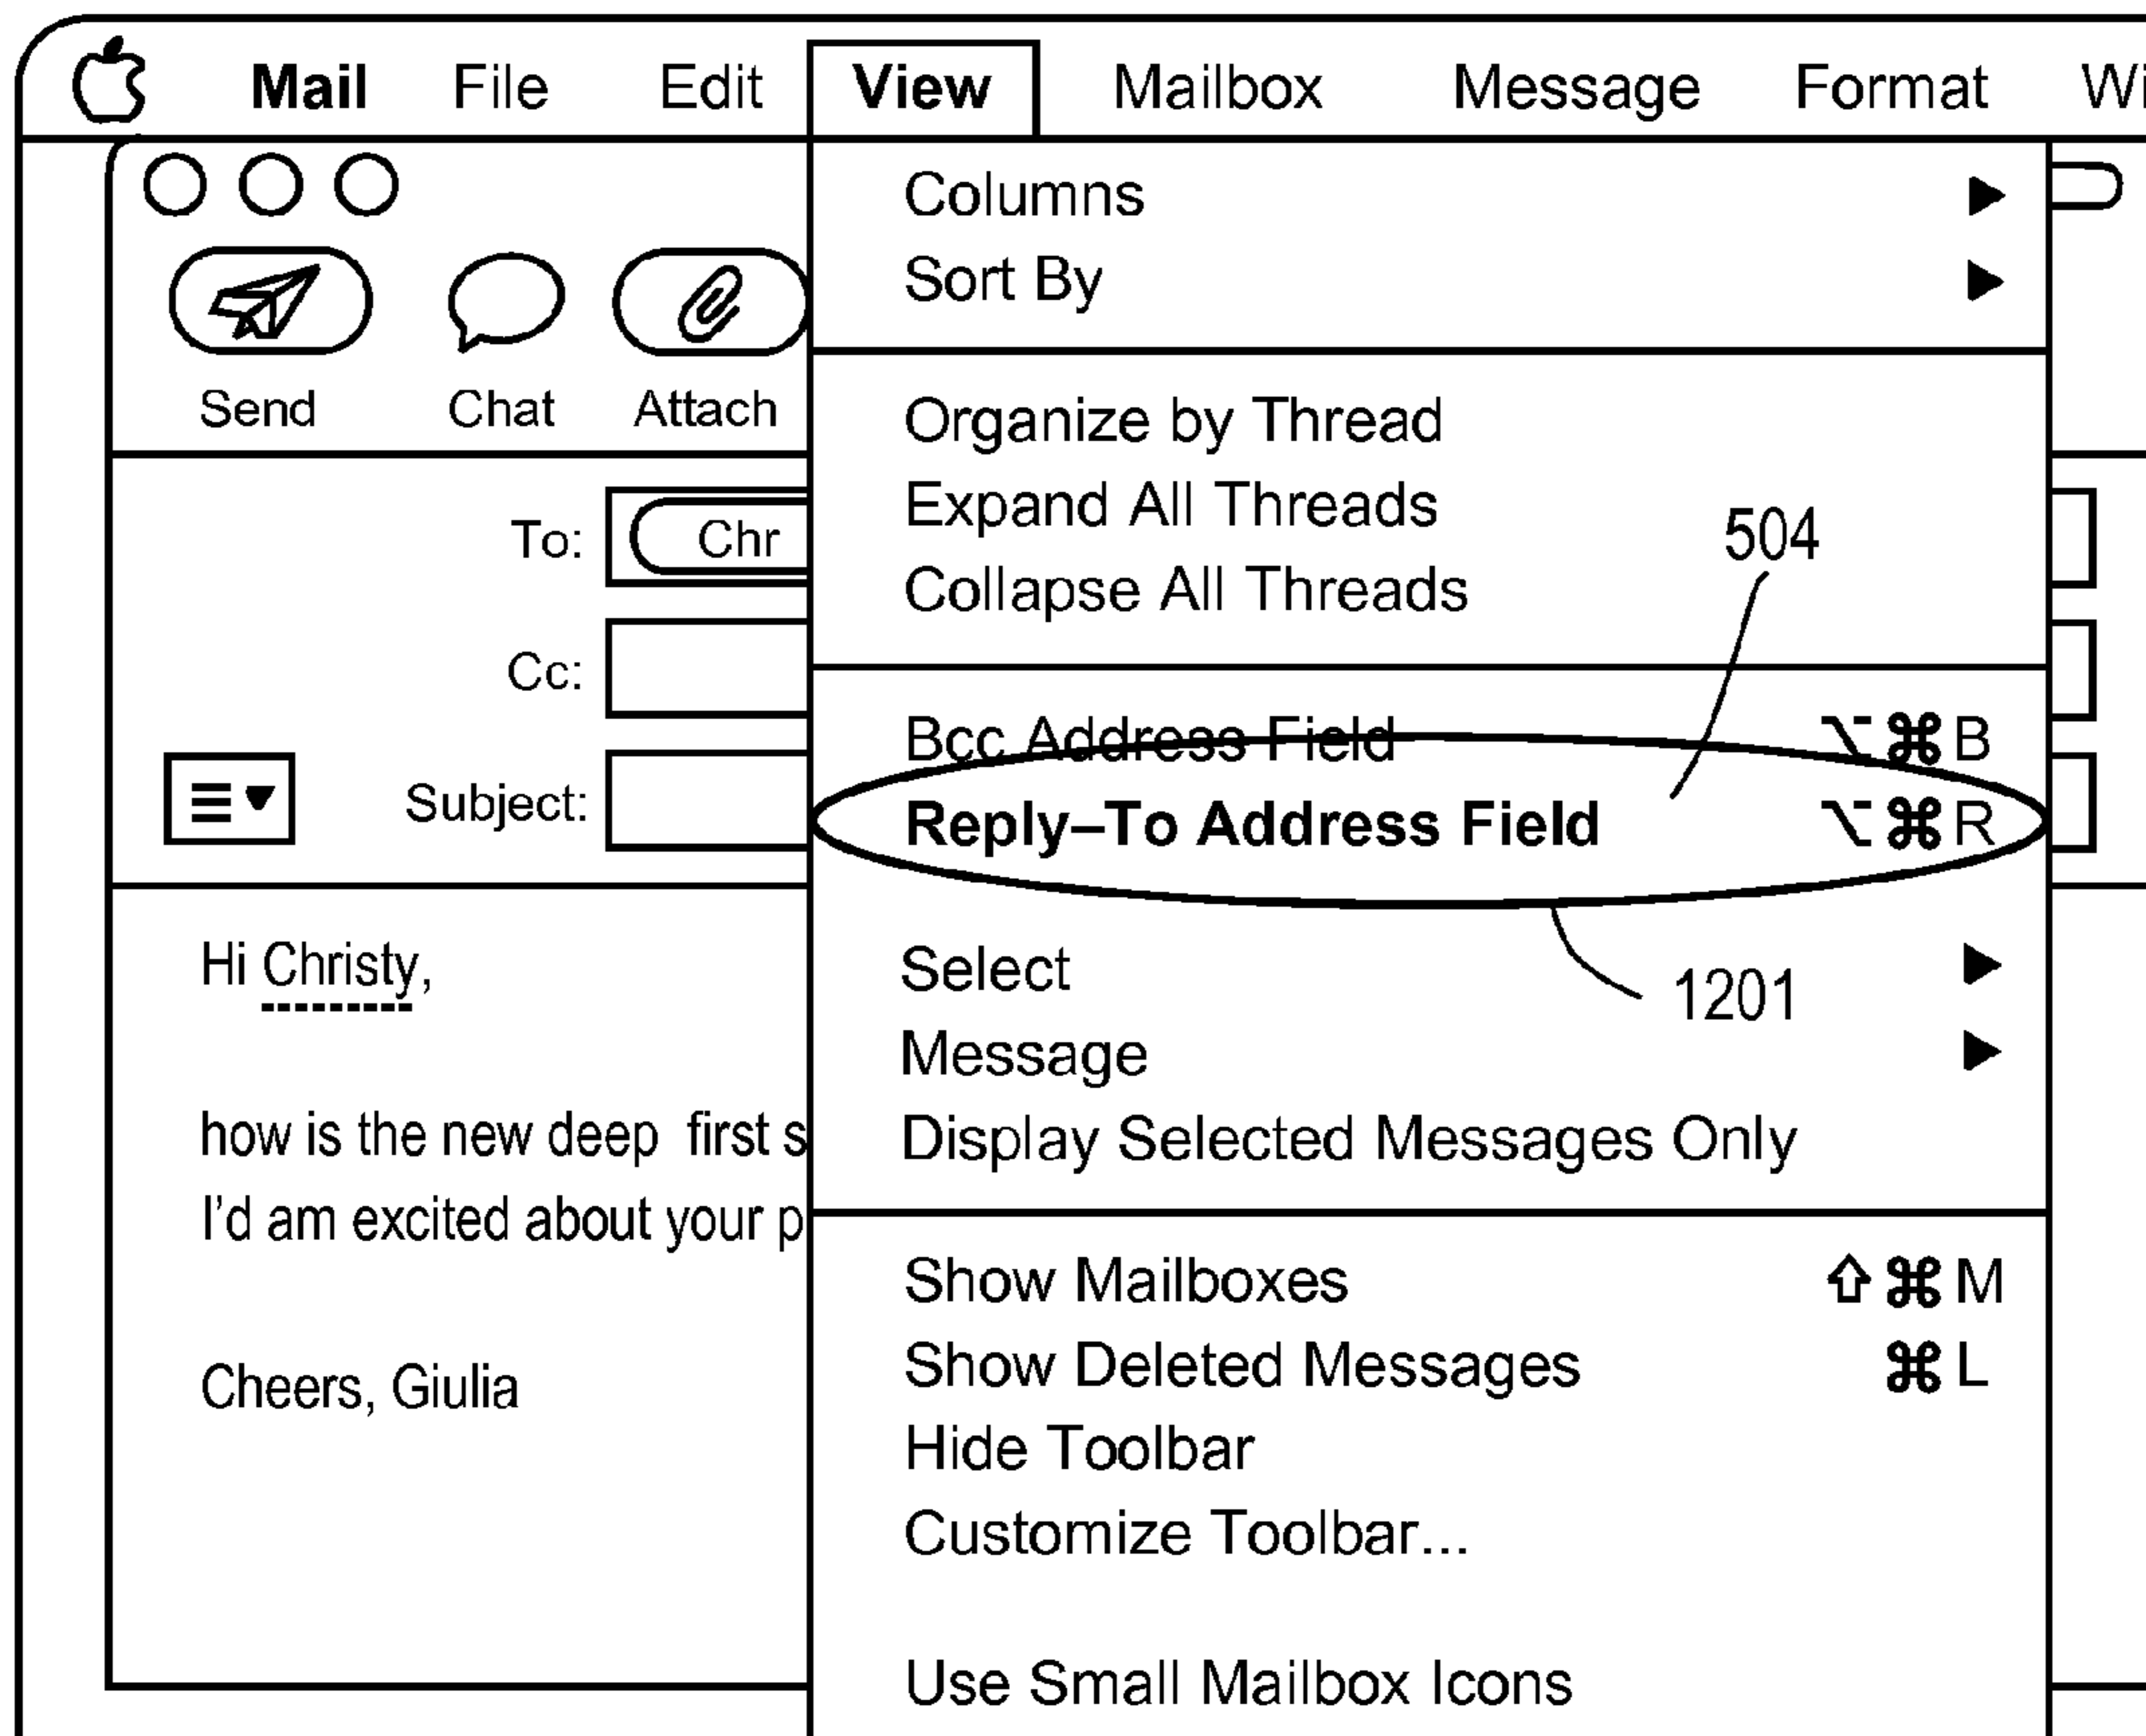 Mail File Edit View Mailbox Message Format Wi
Columns
Sort By
Send Chat Attach
Organize by Thread
Expand All Threads
Collapse All Threads
504
To: Chr
Cc:
Subject:
Bcc Address Field ⌥⌘B
Reply–To Address Field ⌥⌘R
1201
Select
Message
Display Selected Messages Only
Show Mailboxes ⇧⌘M
Show Deleted Messages ⌘L
Hide Toolbar
Customize Toolbar...
Use Small Mailbox Icons
Hi Christy,
how is the new deep first s
I'd am excited about your p
Cheers, Giulia